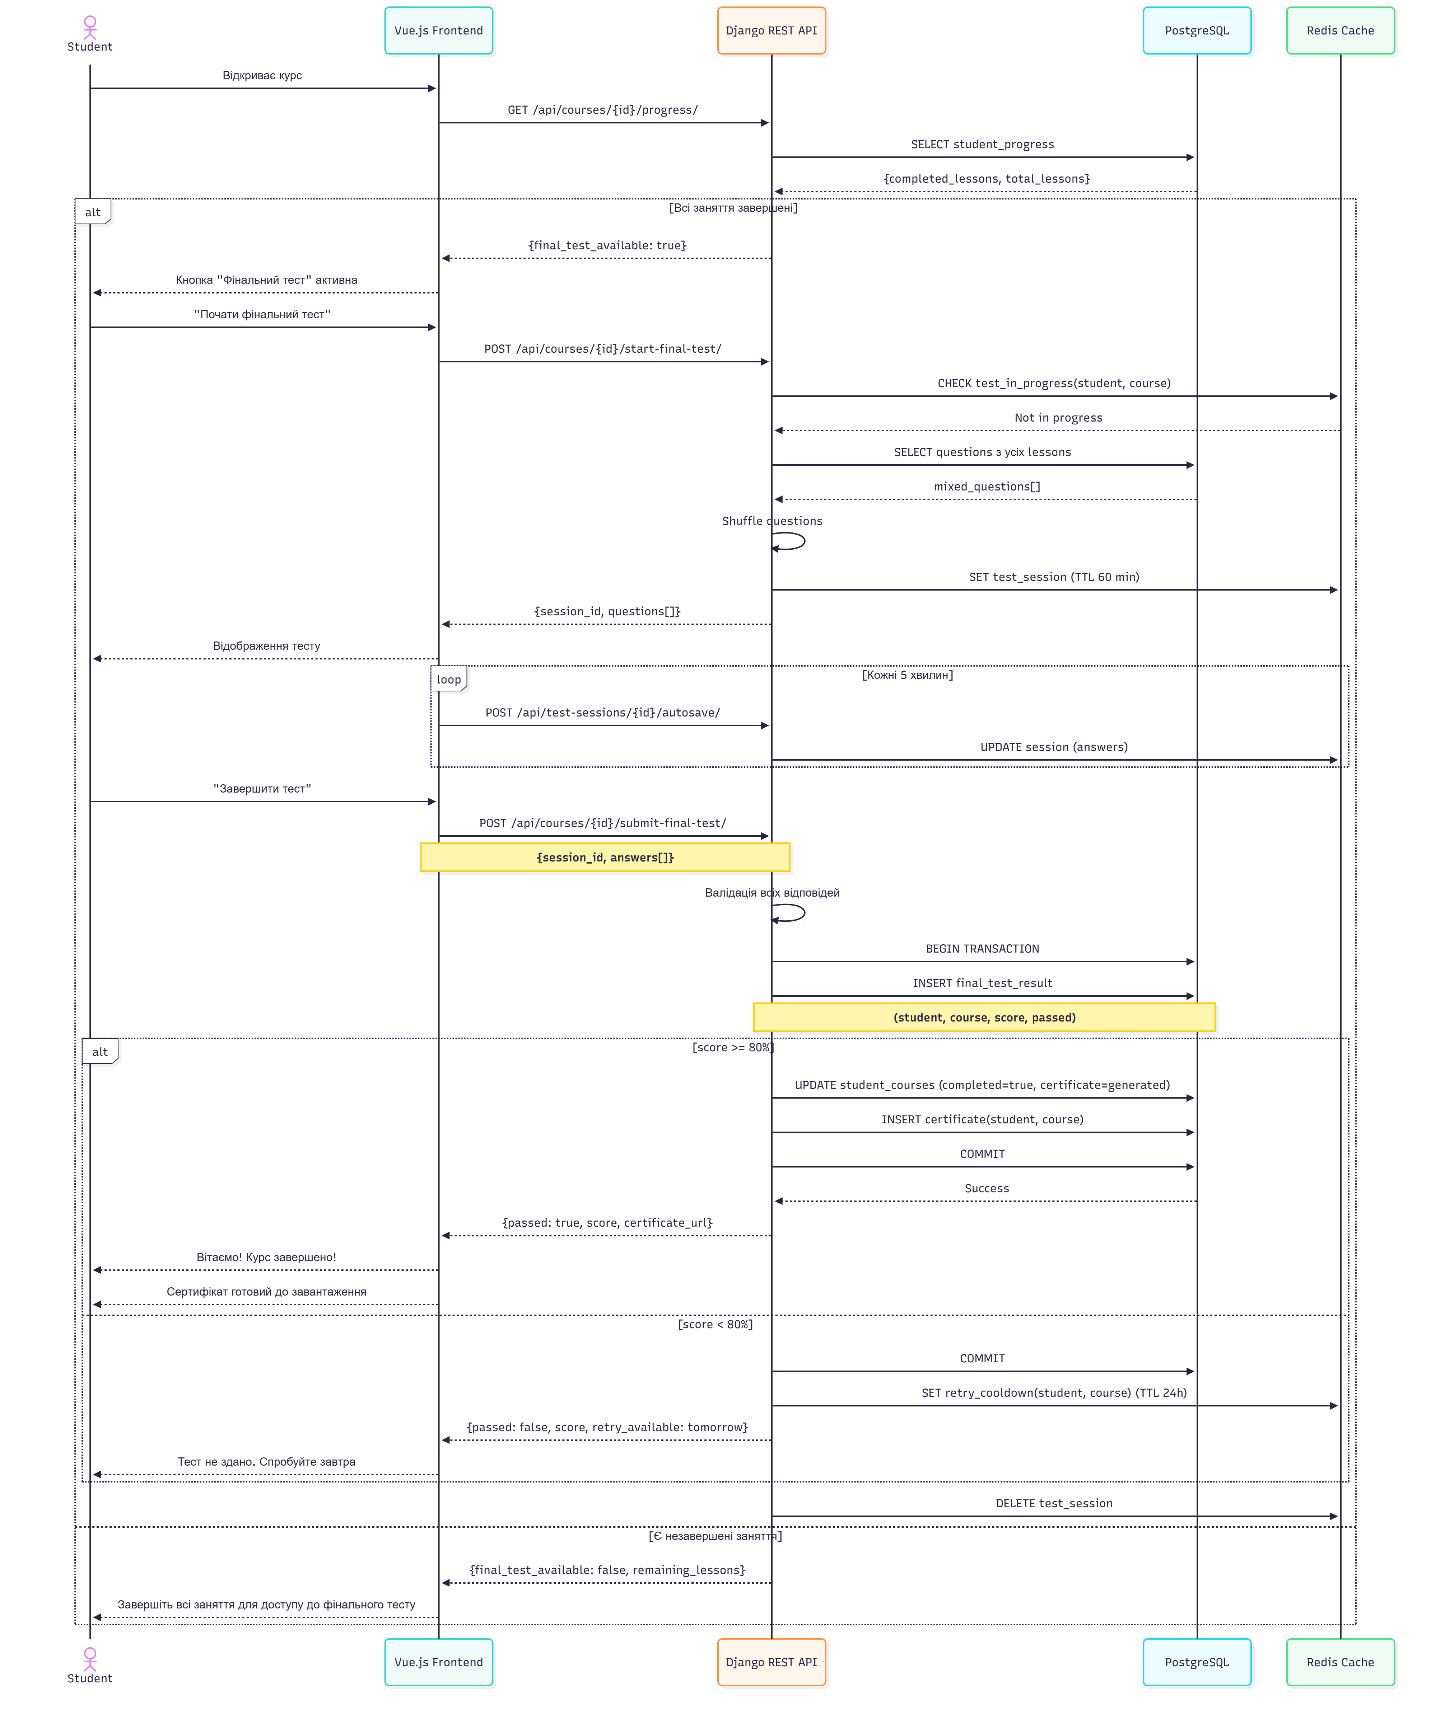 Student
Vue.js Frontend
Django REST API
PostgreSQL
Redis Cache
Відкриває курс
GET /api/courses/{id}/progress/
SELECT student_progress
{completed_lessons, total_lessons}
alt
[Всі заняття завершені]
{final_test_available: true}
Кнопка "Фінальний тест" активна
"Почати фінальний тест"
POST /api/courses/{id}/start-final-test/
CHECK test_in_progress(student, course)
Not in progress
SELECT questions з усіх lessons
mixed_questions[]
Shuffle questions
SET test_session (TTL 60 min)
{session_id, questions[]}
Відображення тесту
loop
[Кожні 5 хвилин]
POST /api/test-sessions/{id}/autosave/
UPDATE session (answers)
"Завершити тест"
POST /api/courses/{id}/submit-final-test/
{session_id, answers[]}
Валідація всіх відповідей
BEGIN TRANSACTION
INSERT final_test_result
(student, course, score, passed)
alt
[score >= 80%]
UPDATE student_courses (completed=true, certificate=generated)
INSERT certificate(student, course)
COMMIT
Success
{passed: true, score, certificate_url}
Вітаємо! Курс завершено!
Сертифікат готовий до завантаження
[score < 80%]
COMMIT
SET retry_cooldown(student, course) (TTL 24h)
{passed: false, score, retry_available: tomorrow}
Тест не здано. Спробуйте завтра
DELETE test_session
[Є незавершені заняття]
{final_test_available: false, remaining_lessons}
Завершіть всі заняття для доступу до фінального тесту
Student
Vue.js Frontend
Django REST API
PostgreSQL
Redis Cache